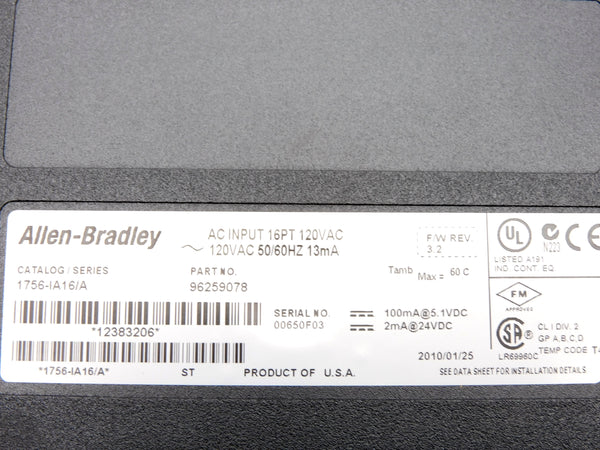 Allen-Bradley
AC INPUT 16PT 120VAC
120VAC 50/60HZ 13mA
F/W REV.
3.2
CATALOG / SERIES
1756-IA16/A
PART NO.
96259078
Tamb Max = 60 C
*12383206*
SERIAL NO.
00650F03
100mA@5.1VDC
2mA@24VDC
*1756-IA16/A*
ST
PRODUCT OF U.S.A.
2010/01/25
UL
N223
CE
LISTED A191
IND. CONT. EQ.
FM
APPROVED
SA
LR69960C
CL I DIV. 2
GP A,B,C,D
TEMP CODE
SEE DATA SHEET FOR INSTALLATION DETAILS